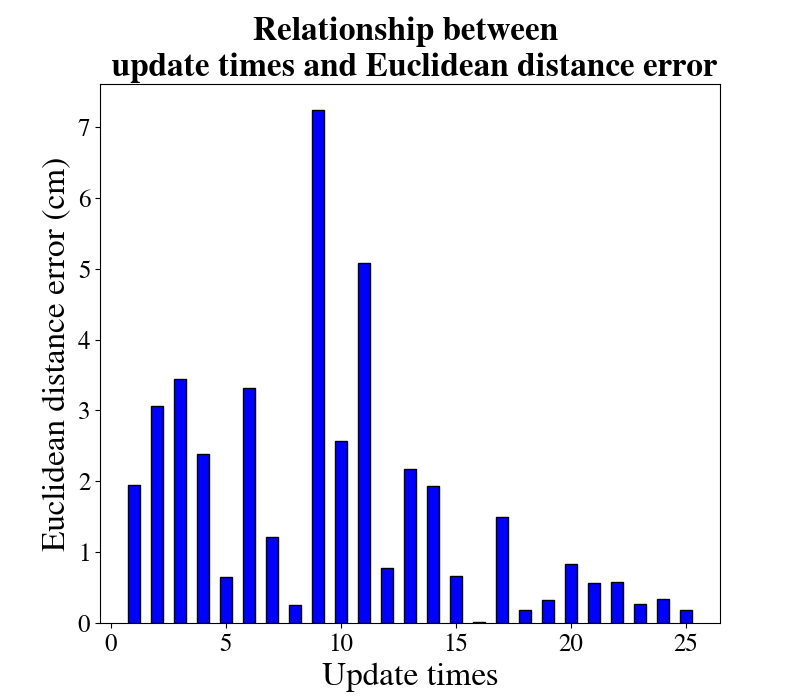 Relationship between
update times and Euclidean distance error
Euclidean distance error (cm)
7
6
5
4
3
2
1
0
0 5 10 15 20 25
Update times